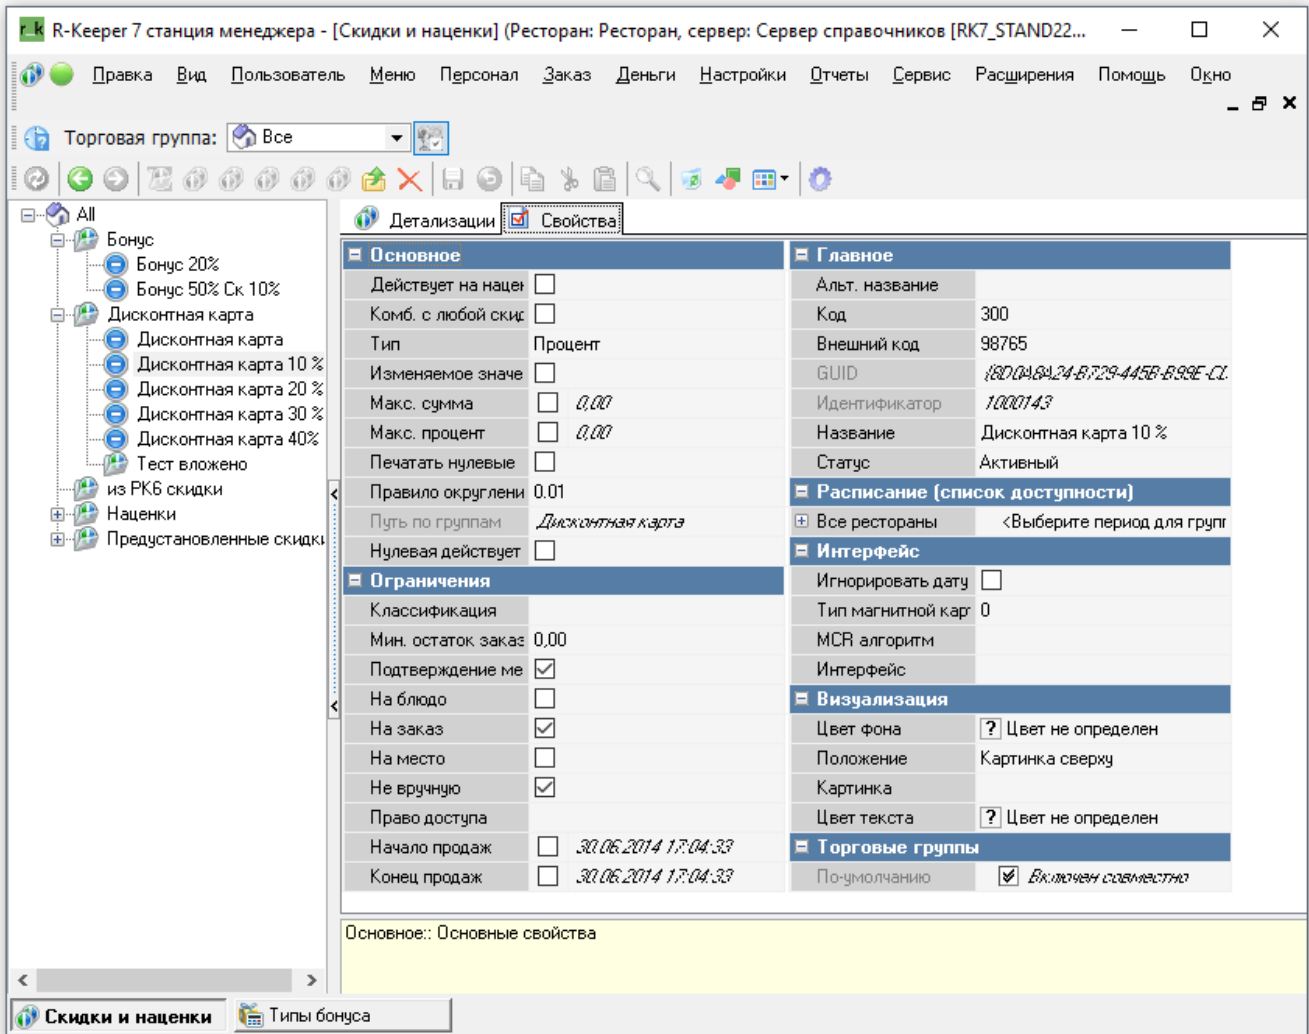 r_k R-Keeper 7 станция менеджера - [Скидки и наценки] (Ресторан: Ресторан, сервер: Сервер справочников [RK7_STAND22...
Правка Вид Пользователь Меню Персонал Заказ Деньги Настройки Отчеты Сервис Расширения Помощь Окно
Торговая группа: Все
All
Бонус
Бонус 20%
Бонус 50% Ск 10%
Дисконтная карта
Дисконтная карта
Дисконтная карта 10 %
Дисконтная карта 20 %
Дисконтная карта 30 %
Дисконтная карта 40%
Тест вложено
из РК6 скидки
Наценки
Предустановленные скидки
Детализации Свойства
Основное
Действует на нацен
Комб. с любой скид
Тип Процент
Изменяемое значе
Макс. сумма 0,00
Макс. процент 0,00
Печатать нулевые
Правило округлени 0.01
Путь по группам Дисконтная карта
Нулевая действует
Ограничения
Классификация
Мин. остаток заказ 0,00
Подтверждение ме
На блюдо
На заказ
На место
Не вручную
Право доступа
Начало продаж 30.06.2014 17:04:33
Конец продаж 30.06.2014 17:04:33
Главное
Альт. название
Код 300
Внешний код 98765
GUID
Идентификатор 1000143
Название Дисконтная карта 10 %
Статус Активный
Расписание (список доступности)
Все рестораны <Выберите период для групп
Интерфейс
Игнорировать дату
Тип магнитной карт 0
MCR алгоритм
Интерфейс
Визуализация
Цвет фона ? Цвет не определен
Положение Картинка сверху
Картинка
Цвет текста ? Цвет не определен
Торговые группы
По-умолчанию Включен совместно
Основное:: Основные свойства
Скидки и наценки Типы бонуса